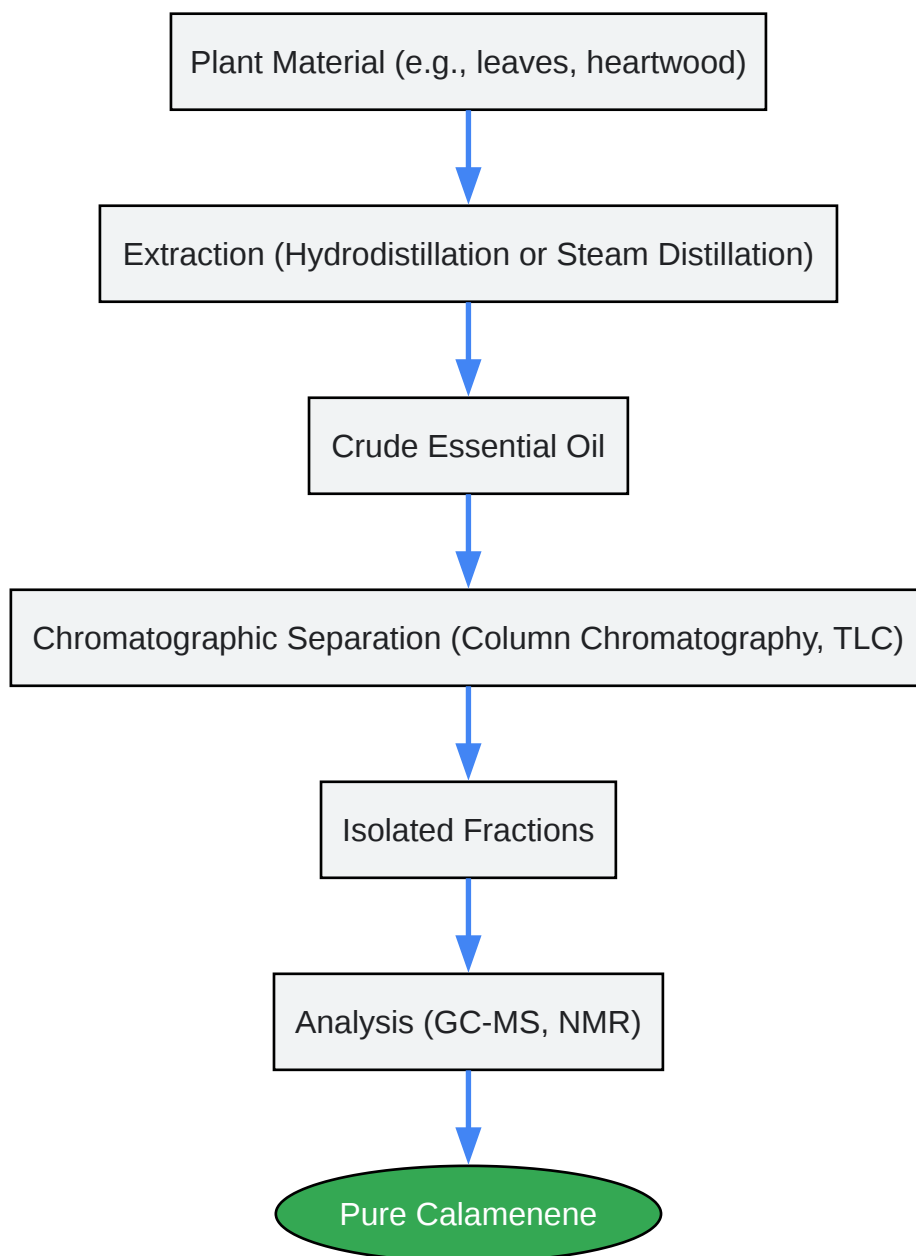 Plant Material (e.g., leaves, heartwood)
Extraction (Hydrodistillation or Steam Distillation)
Crude Essential Oil
Chromatographic Separation (Column Chromatography, TLC)
Isolated Fractions
Analysis (GC-MS, NMR)
Pure Calamenene